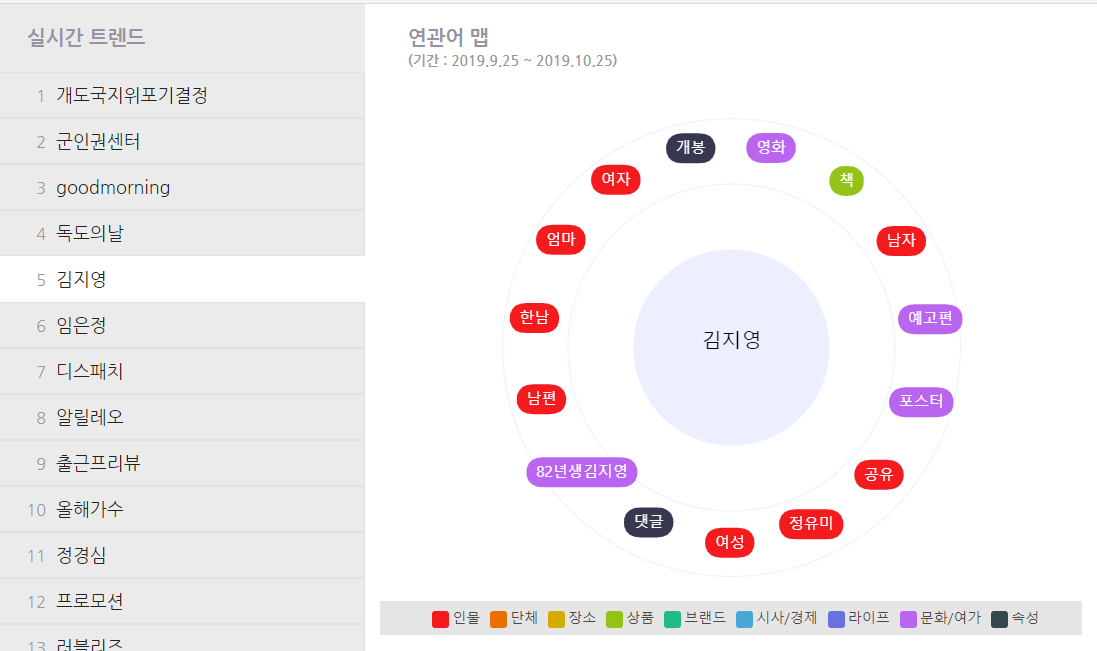 실시간 트렌드
1 개도국지위포기결정
2 군인권센터
3 goodmorning
4 독도의날
5 김지영
6 임은정
7 디스패치
8 알릴레오
9 출근프리뷰
10 올해가수
11 정경심
12 프로모션
13 러블리즈
연관어 맵
(기간 : 2019.9.25 ~ 2019.10.25)
개봉
영화
여자
책
엄마
남자
한남
예고편
김지영
남편
포스터
82년생김지영
공유
댓글
정유미
여성
인물 단체 장소 상품 브랜드 시사/경제 라이프 문화/여가 속성